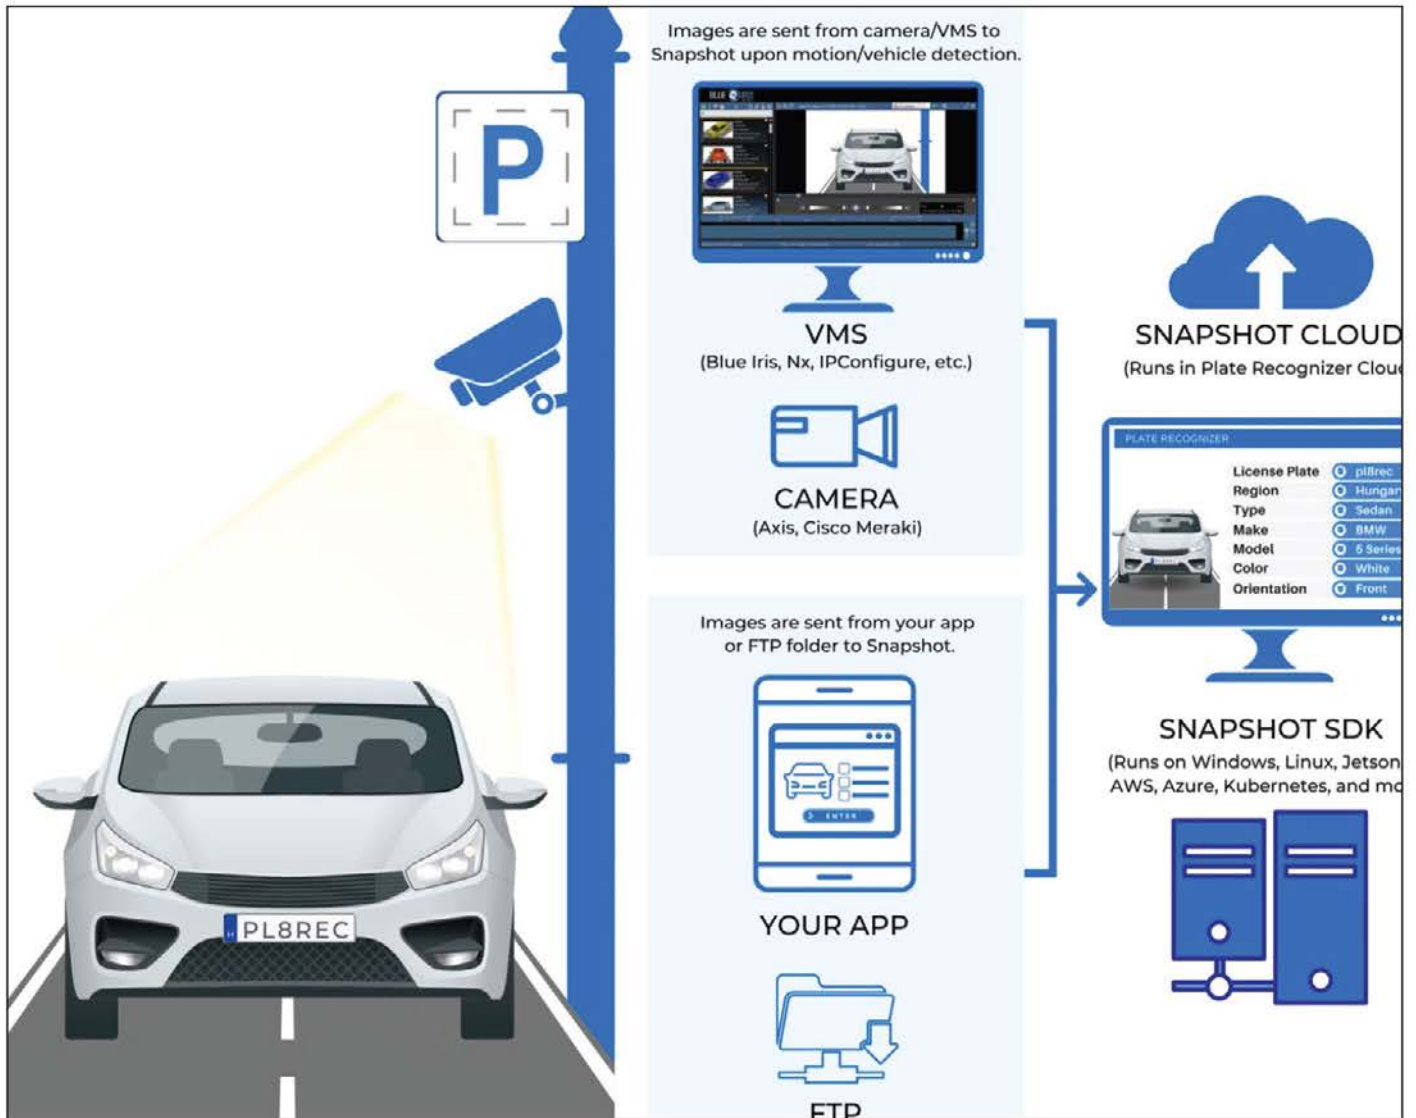 P
PL8REC
Images are sent from camera/VMS to
Snapshot upon motion/vehicle detection.
BLUE
VMS
(Blue Iris, Nx, IPConfigure, etc.)
CAMERA
(Axis, Cisco Meraki)
Images are sent from your app
or FTP folder to Snapshot.
ENTER
YOUR APP
FTP
SNAPSHOT CLOUD
(Runs in Plate Recognizer Clou
PLATE RECOGNIZER
License Plate pl8rec
Region Hungar
Type Sedan
Make BMW
Model 5 Series
Color White
Orientation Front
SNAPSHOT SDK
(Runs on Windows, Linux, Jetson
AWS, Azure, Kubernetes, and mo